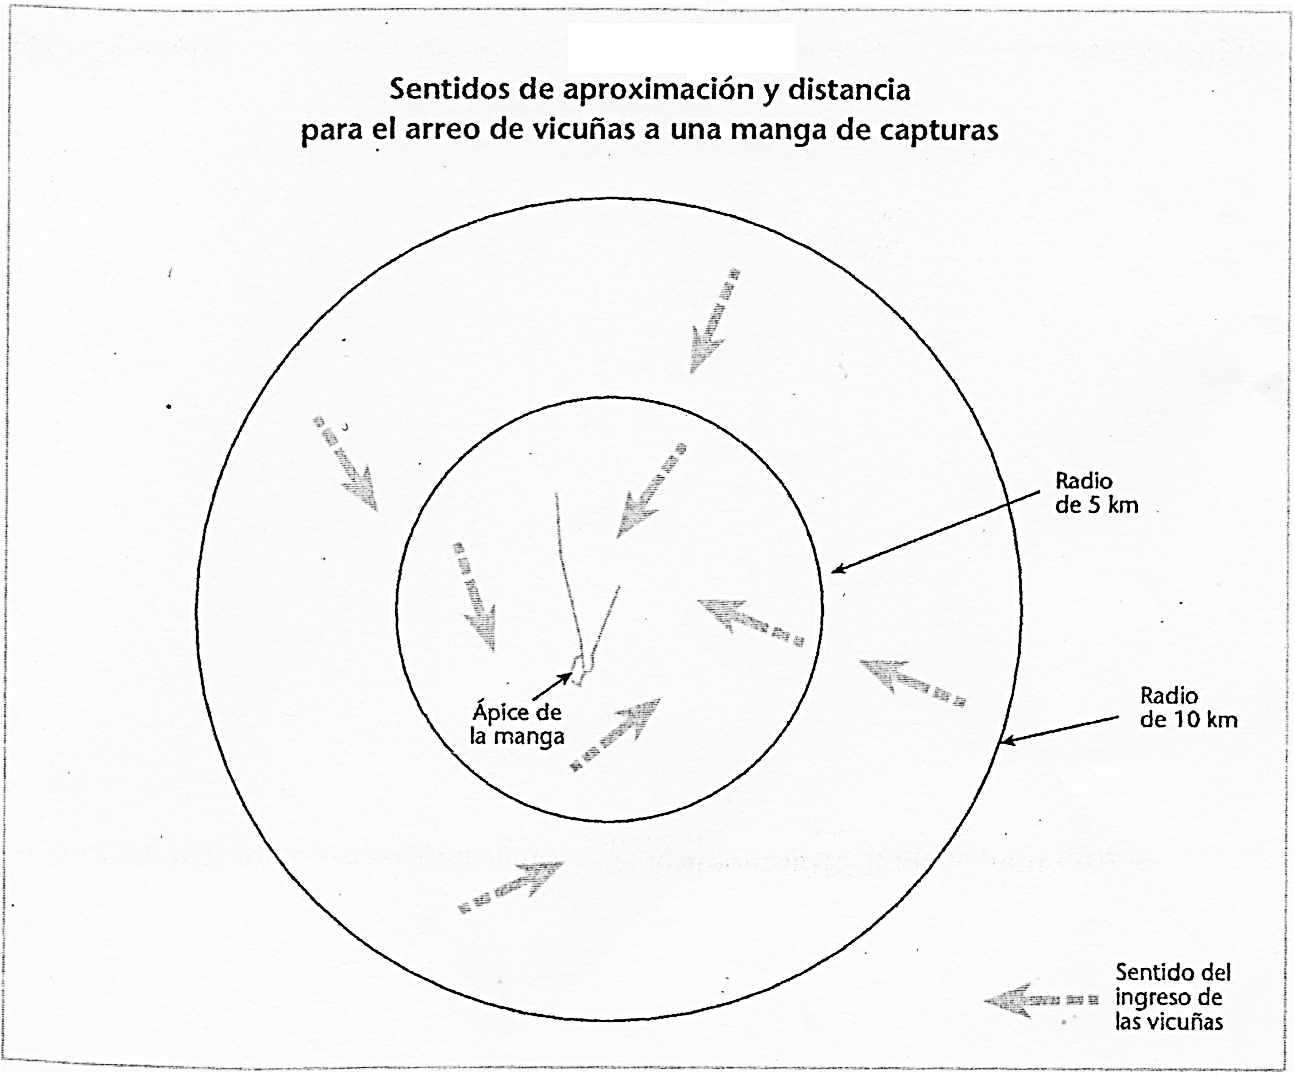 Sentidos de aproximación y distancia
para el arreo de vicuñas a una manga de capturas
Radio
de 5 km
Radio
de 10 km
Ápice de
la manga
Sentido del
ingreso de
las vicuñas